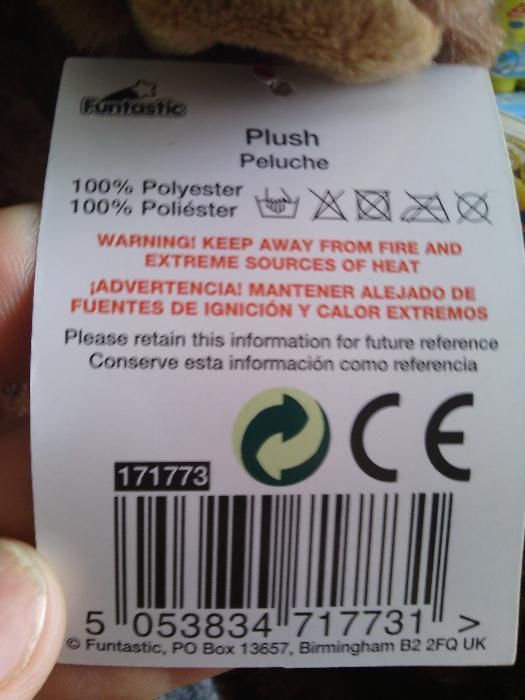 Funtastic
Plush
Peluche
100% Polyester
100% Poliéster
WARNING! KEEP AWAY FROM FIRE AND
EXTREME SOURCES OF HEAT
¡ADVERTENCIA! MANTENER ALEJADO DE
FUENTES DE IGNICIÓN Y CALOR EXTREMOS
Please retain this information for future reference
Conserve esta información como referencia
CE
171773
5 053834 717731 >
© Funtastic, PO Box 13657, Birmingham B2 2FQ UK